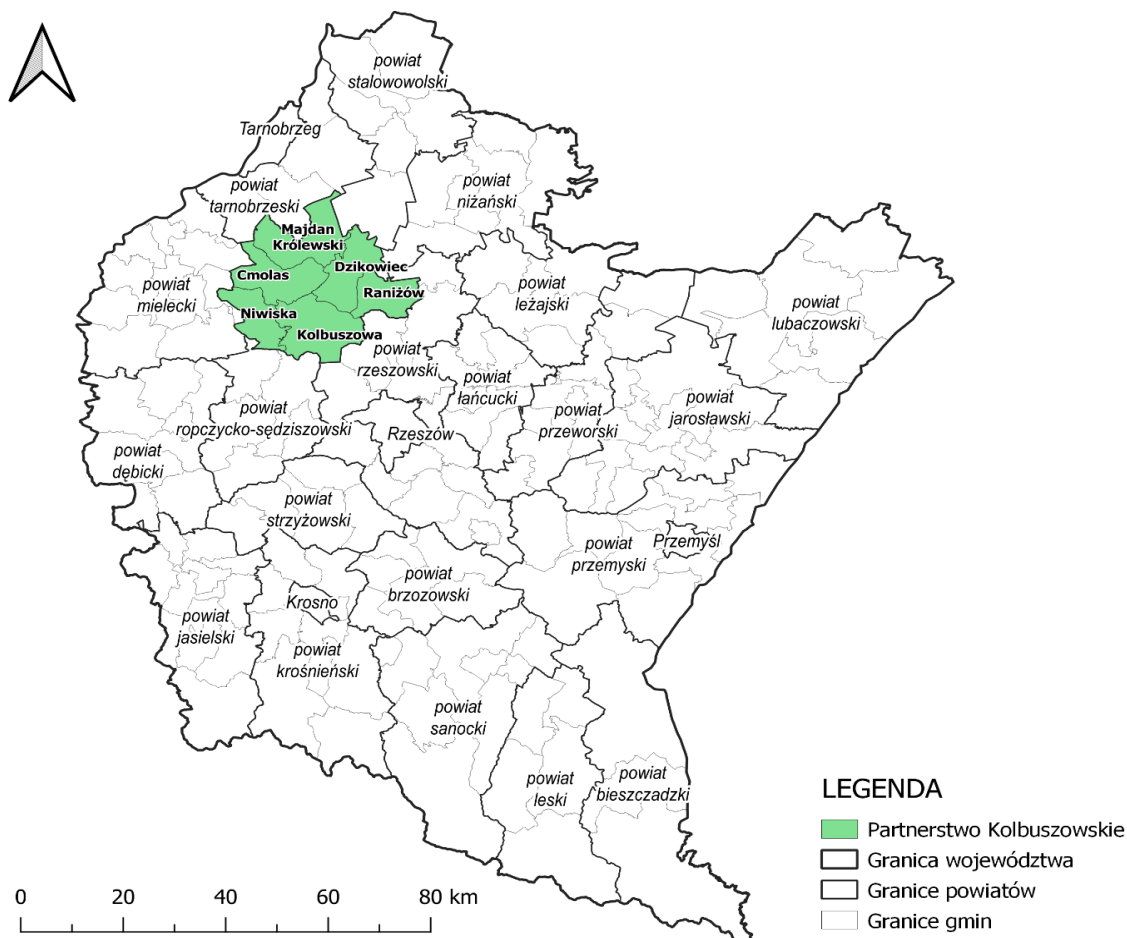 powiat
stalowowolski
Tarnobrzeg
powiat
tarnobrzeski
powiat
niżański
Majdan
Królewski
Dzikowiec
Cmolas
Raniżów
Niwiska
Kolbuszowa
powiat
mielecki
powiat
leżajski
powiat
lubaczowski
powiat
rzeszowski
powiat
łańcucki
powiat
ropczycko-sędziszowski
Rzeszów
powiat
przeworski
powiat
jarosławski
powiat
dębicki
powiat
strzyżowski
powiat
przemyski
Przemyśl
powiat
brzozowski
Krosno
powiat
jasielski
powiat
krośnieński
powiat
sanocki
powiat
leski
powiat
bieszczadzki
LEGENDA
Partnerstwo Kolbuszowskie
Granica województwa
Granice powiatów
Granice gmin
0 20 40 60 80 km